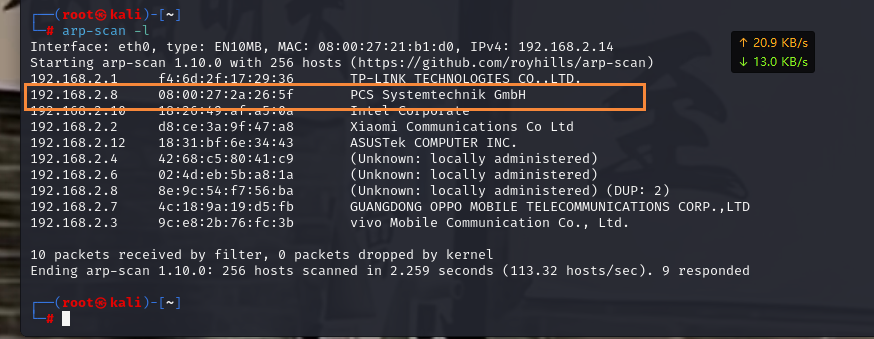 ┌──(root㉿kali)-[~]
└─# arp-scan -l
Interface: eth0, type: EN10MB, MAC: 08:00:27:21:b1:d0, IPv4: 192.168.2.14
Starting arp-scan 1.10.0 with 256 hosts (https://github.com/royhills/arp-scan)
192.168.2.1 f4:6d:2f:17:29:36 TP-LINK TECHNOLOGIES CO.,LTD.
192.168.2.8 08:00:27:2a:26:5f PCS Systemtechnik GmbH
192.168.2.10 18:26:49:af:a5:0a Intel Corporate
192.168.2.2 d8:ce:3a:9f:47:a8 Xiaomi Communications Co Ltd
192.168.2.12 18:31:bf:6e:34:43 ASUSTek COMPUTER INC.
192.168.2.4 42:68:c5:80:41:c9 (Unknown: locally administered)
192.168.2.6 02:4d:eb:5b:a8:1a (Unknown: locally administered)
192.168.2.8 8e:9c:54:f7:56:ba (Unknown: locally administered) (DUP: 2)
192.168.2.7 4c:18:9a:19:d5:fb GUANGDONG OPPO MOBILE TELECOMMUNICATIONS CORP.,LTD
192.168.2.3 9c:e8:2b:76:fc:3b vivo Mobile Communication Co., Ltd.
10 packets received by filter, 0 packets dropped by kernel
Ending arp-scan 1.10.0: 256 hosts scanned in 2.259 seconds (113.32 hosts/sec). 9 responded
┌──(root㉿kali)-[~]
└─#
↑ 20.9 KB/s
↓ 13.0 KB/s